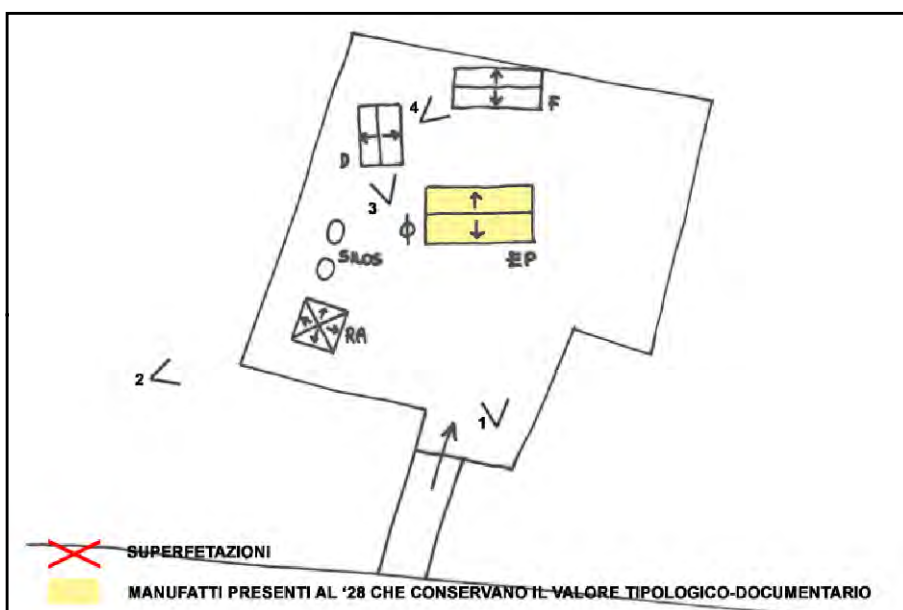 4
F
D
3
SILOS
EP
RA
2
1
SUPERFETAZIONI
MANUFATTI PRESENTI AL '28 CHE CONSERVANO IL VALORE TIPOLOGICO-DOCUMENTARIO